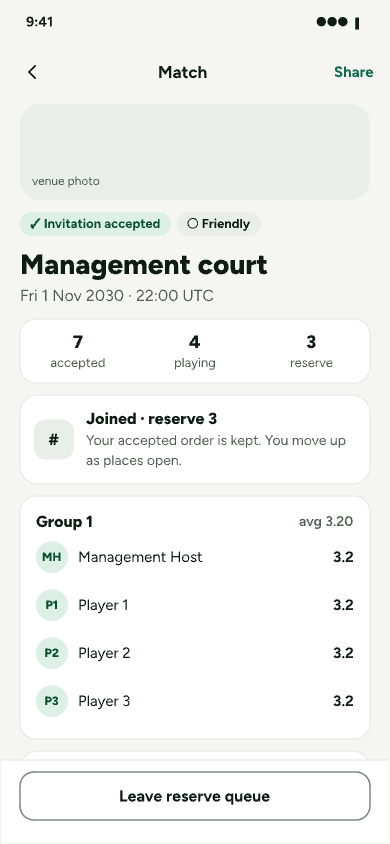 9:41
Match
Share
venue photo
✓ Invitation accepted
Friendly
Management court
Fri 1 Nov 2030 · 22:00 UTC
7
4
3
accepted
playing
reserve
#
Joined · reserve 3
Your accepted order is kept. You move up
as places open.
Group 1
avg 3.20
MH
Management Host
3.2
P1
Player 1
3.2
P2
Player 2
3.2
P3
Player 3
3.2
Leave reserve queue